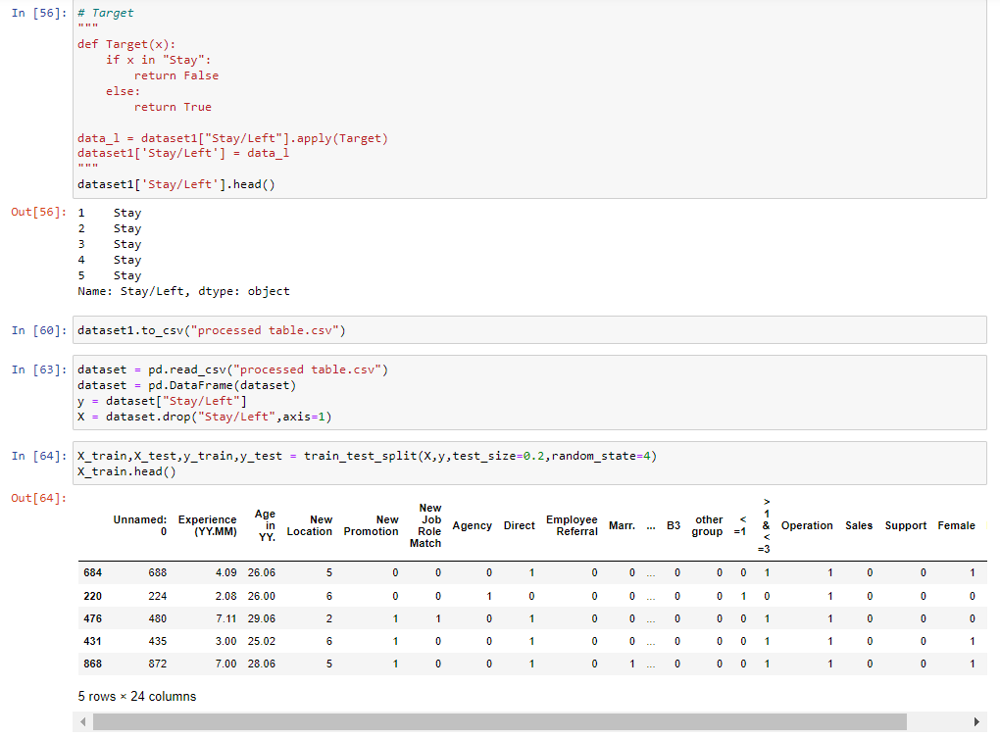 In [56]: # Target
"""
def Target(x):
    if x in "Stay":
        return False
    else:
        return True

data_l = dataset1["Stay/Left"].apply(Target)
dataset1['Stay/Left'] = data_l
"""
dataset1['Stay/Left'].head()
Out[56]: 1    Stay
2    Stay
3    Stay
4    Stay
5    Stay
Name: Stay/Left, dtype: object
In [60]: dataset1.to_csv("processed table.csv")
In [63]: dataset = pd.read_csv("processed table.csv")
dataset = pd.DataFrame(dataset)
y = dataset["Stay/Left"]
X = dataset.drop("Stay/Left",axis=1)
In [64]: X_train,X_test,y_train,y_test = train_test_split(X,y,test_size=0.2,random_state=4)
X_train.head()
Out[64]:
Unnamed: 0 Experience (YY.MM) Age in YY. New Location New Promotion New Job Role Match Agency Direct Employee Referral Marr. ... B3 other group < =1 > 1 & < =3 Operation Sales Support Female
684 688 4.09 26.06 5 0 0 0 1 0 0 ... 0 0 0 1 1 0 0 1
220 224 2.08 26.00 6 0 0 1 0 0 0 ... 0 0 1 0 1 0 0 0
476 480 7.11 29.06 2 1 1 0 1 0 0 ... 0 0 0 1 1 0 0 0
431 435 3.00 25.02 6 1 0 0 1 0 0 ... 0 0 0 1 1 0 0 1
868 872 7.00 28.06 5 1 0 0 1 0 1 ... 0 0 0 1 1 0 0 1
5 rows × 24 columns